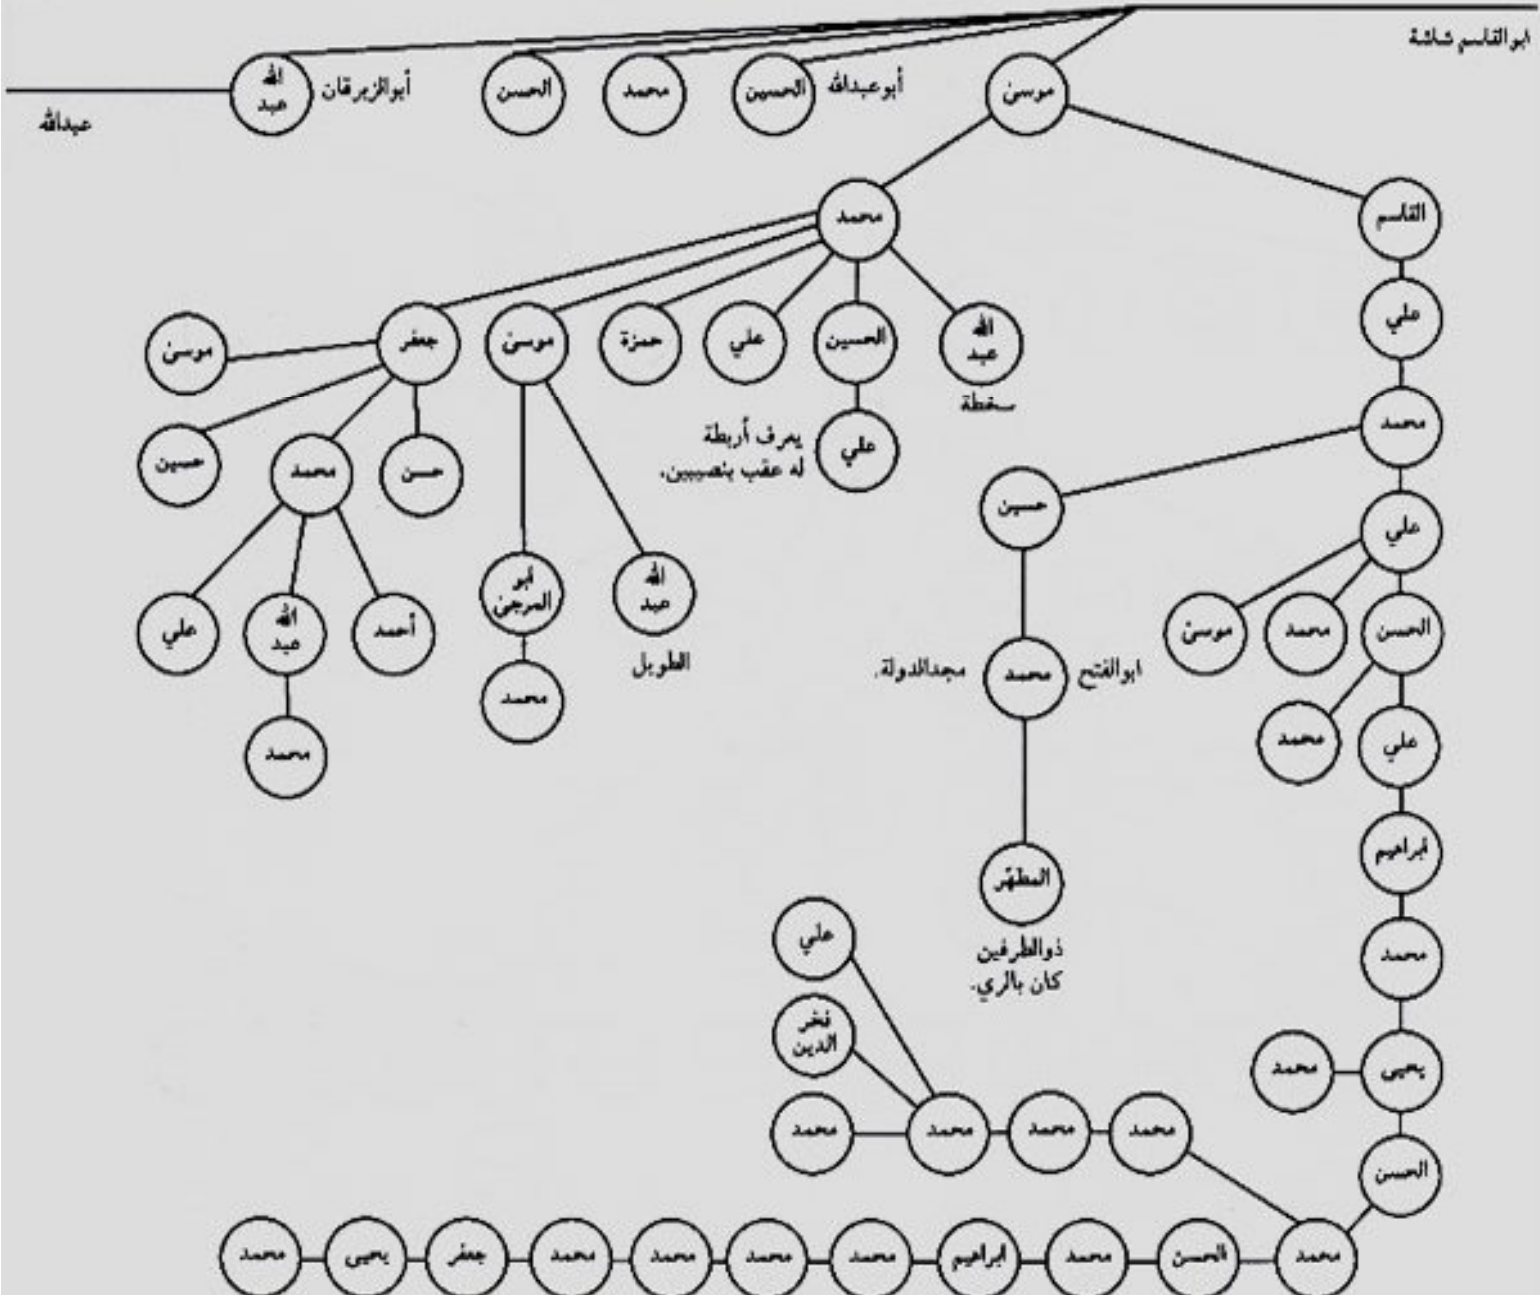 ابوالقاسم شاشة
موسىٰ
أبوعبدالله
الحسين
محمد
الحسن
أبوالزبرقان
الله
عبد
عبدالله
القاسم
محمد
علي
الله
عبد
سخطة
الحسين
علي
حمزة
موسىٰ
جعفر
موسىٰ
محمد
علي
يعرف أربطة
له عقب بنصيبين.
حسن
محمد
حسين
حسين
علي
الله
عبد
الطويل
أبو
المرجىٰ
أحمد
الله
عبد
علي
الحسن
محمد
موسىٰ
ابوالفتح
محمد
مجدالدولة.
محمد
محمد
علي
محمد
ابراهيم
المطهّر
ذوالطرفين
كان بالري.
علي
محمد
فخر
الدين
يحيى
محمد
محمد
محمد
محمد
محمد
الحسن
محمد
الحسن
محمد
ابراهيم
محمد
محمد
محمد
محمد
جعفر
يحيى
محمد